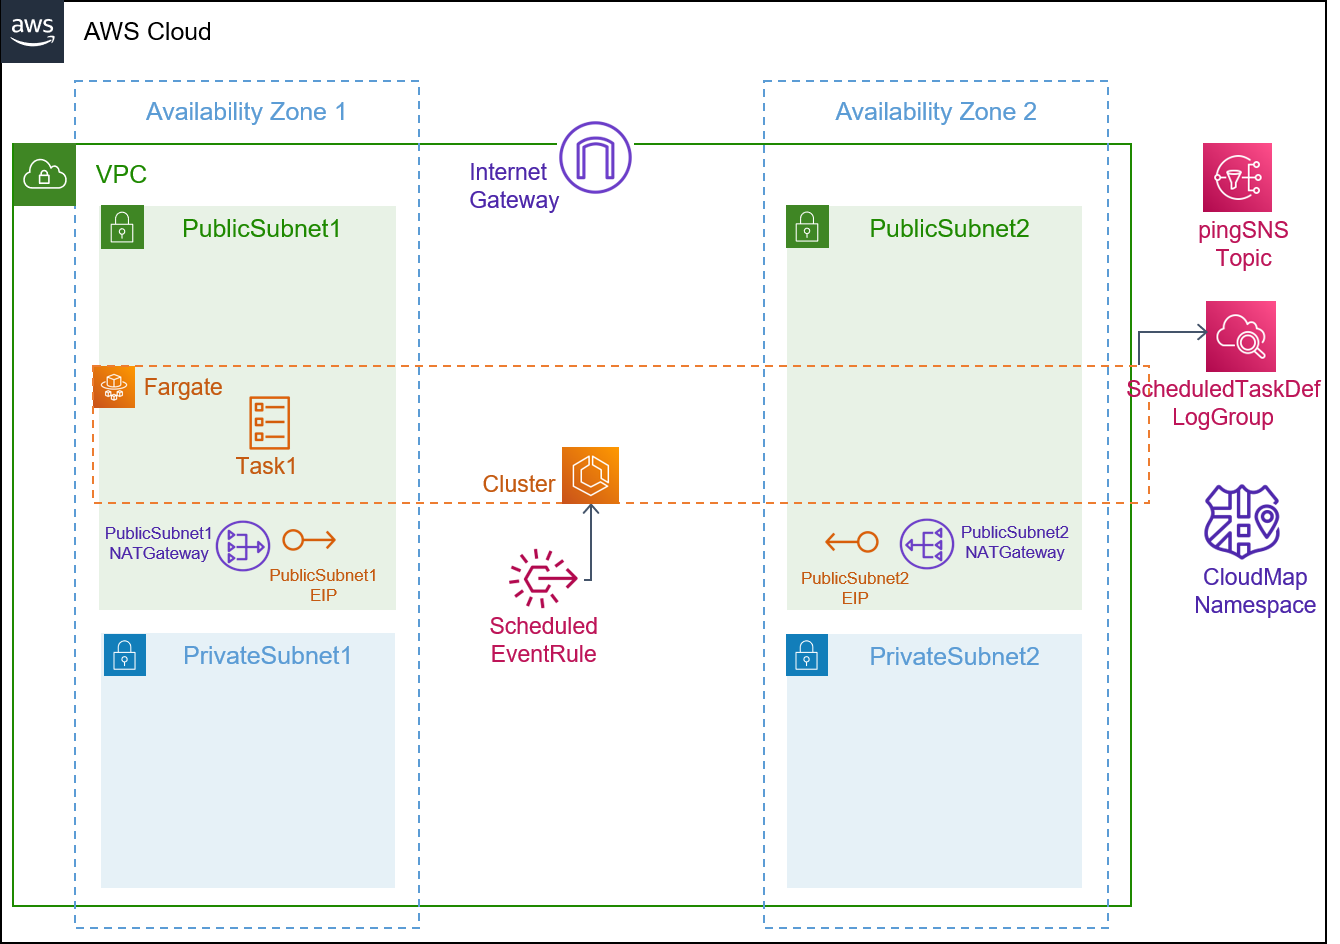 aws
AWS Cloud
Availability Zone 1
Availability Zone 2
VPC
Internet
Gateway
PublicSubnet1
PublicSubnet2
pingSNS
Topic
Fargate
Task1
Cluster
ScheduledTaskDef
LogGroup
PublicSubnet1
NATGateway
PublicSubnet1
EIP
PublicSubnet2
NATGateway
PublicSubnet2
EIP
CloudMap
Namespace
Scheduled
EventRule
PrivateSubnet1
PrivateSubnet2